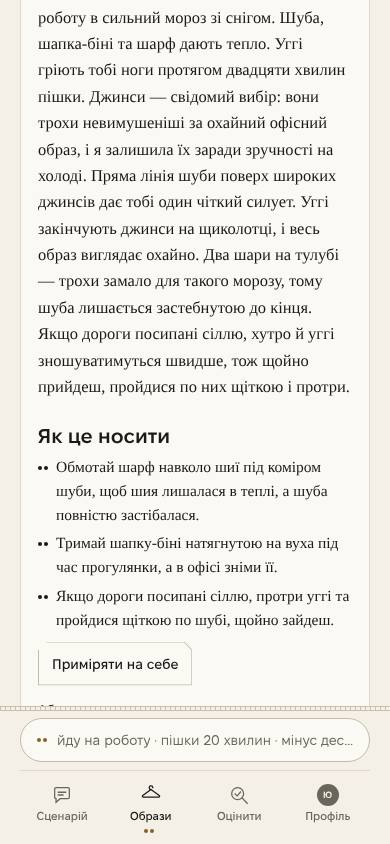 роботу в сильний мороз зі снігом. Шуба,
шапка-біні та шарф дають тепло. Уггі
гріють тобі ноги протягом двадцяти хвилин
пішки. Джинси — свідомий вибір: вони
трохи невимушеніші за охайний офісний
образ, і я залишила їх заради зручності на
холоді. Пряма лінія шуби поверх широких
джинсів дає тобі один чіткий силует. Уггі
закінчують джинси на щиколотці, і весь
образ виглядає охайно. Два шари на тулубі
— трохи замало для такого морозу, тому
шуба лишається застебнутою до кінця.
Якщо дороги посипані сіллю, хутро й уггі
зношуватимуться швидше, тож щойно
прийдеш, пройдися по них щіткою і протри.
Як це носити
•• Обмотай шарф навколо шиї під коміром
шуби, щоб шия лишалася в теплі, а шуба
повністю застібалася.
•• Тримай шапку-біні натягнутою на вуха під
час прогулянки, а в офісі зніми її.
•• Якщо дороги посипані сіллю, протри уггі та
пройдися щіткою по шубі, щойно зайдеш.
Приміряти на себе
йду на роботу · пішки 20 хвилин · мінус дес...
Сценарій
Образи
Оцінити
Ю
Профіль